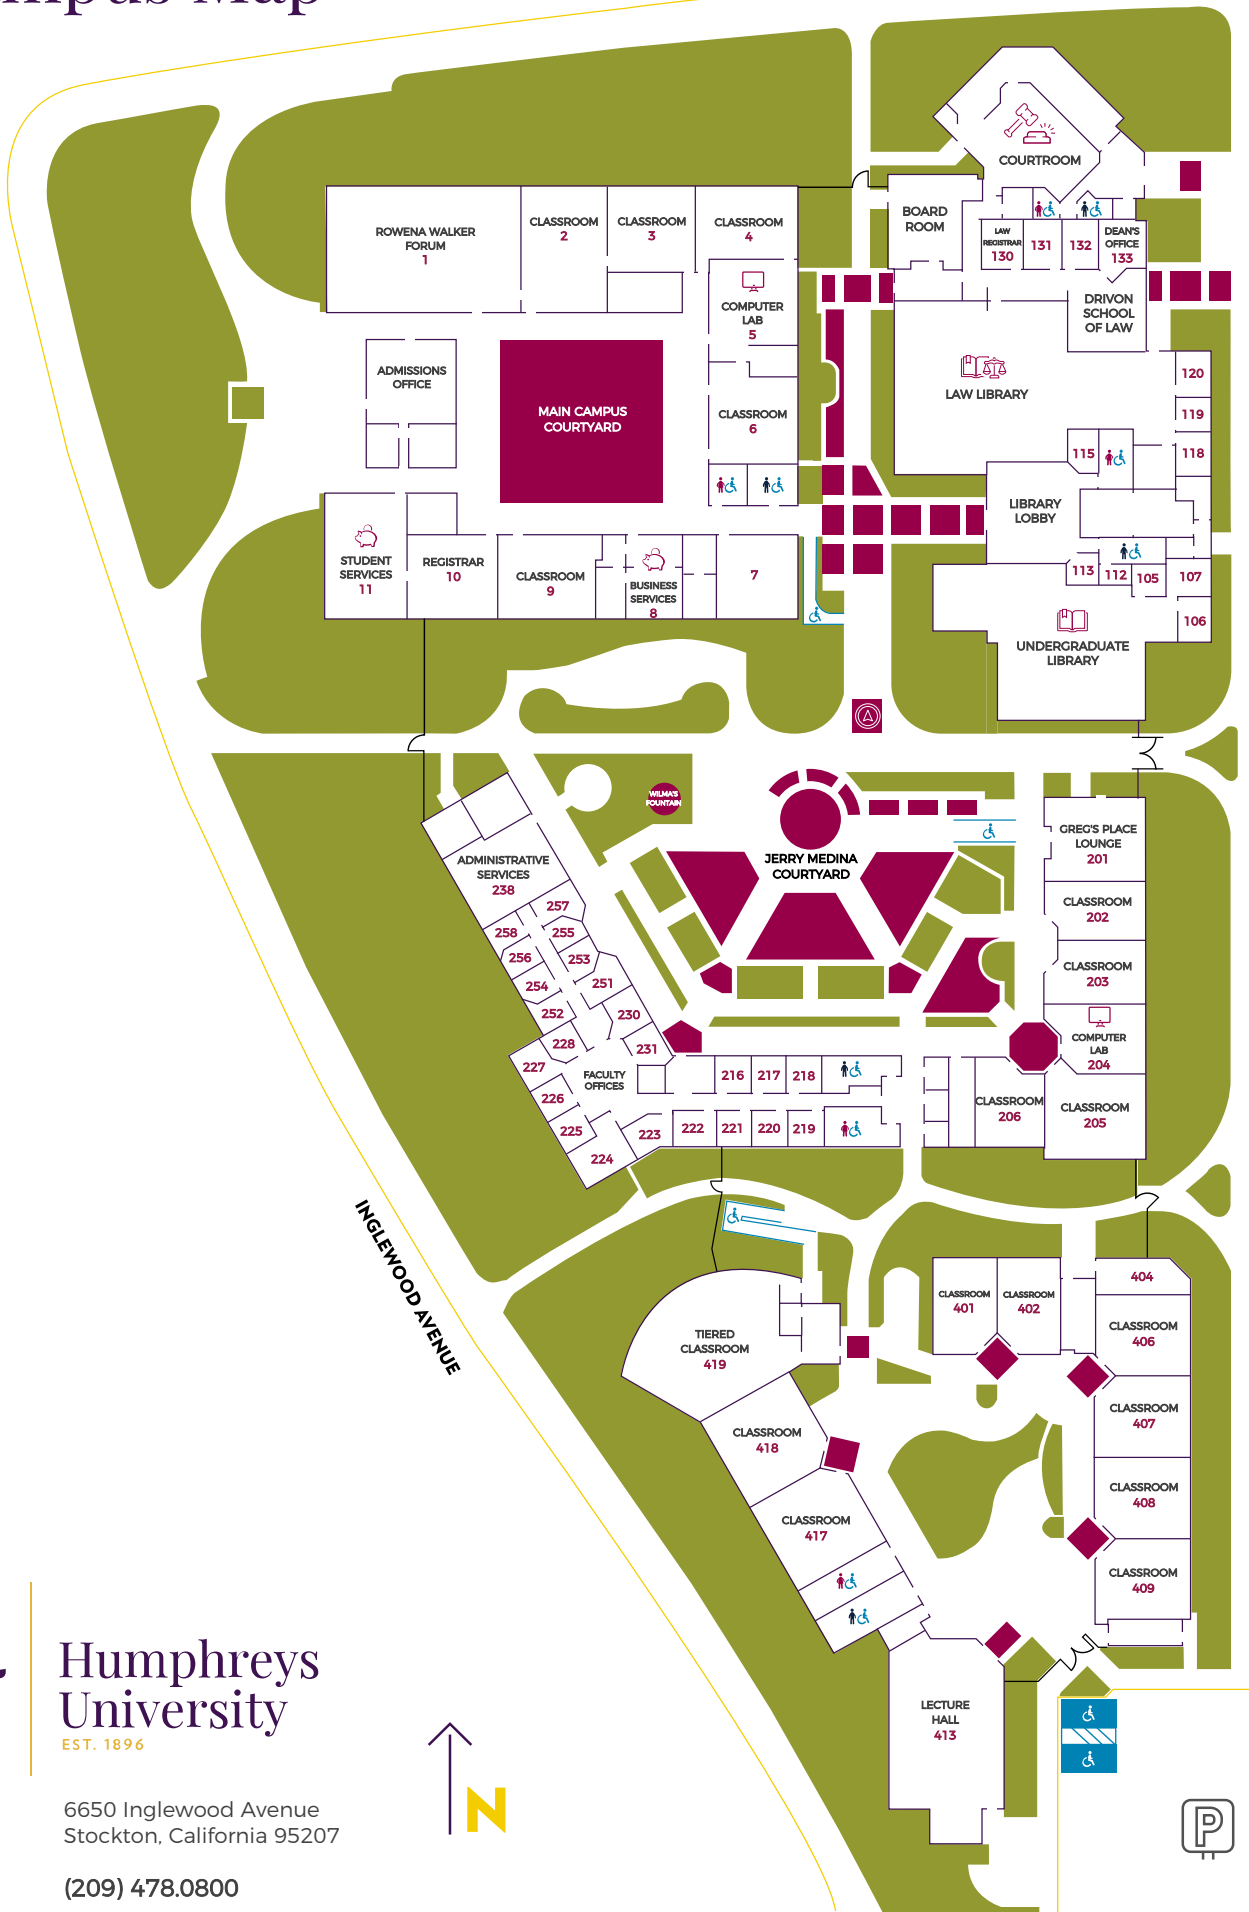 mpus Map
COURTROOM
BOARD
ROOM
LAW
REGISTRAR
130
131
132
DEAN'S
OFFICE
133
ROWENA WALKER
FORUM
1
CLASSROOM
2
CLASSROOM
3
CLASSROOM
4
COMPUTER
LAB
5
DRIVON
SCHOOL
OF LAW
ADMISSIONS
OFFICE
MAIN CAMPUS
COURTYARD
CLASSROOM
6
LAW LIBRARY
120
119
118
115
LIBRARY
LOBBY
STUDENT
SERVICES
11
REGISTRAR
10
CLASSROOM
9
BUSINESS
SERVICES
8
7
113
112
105
107
106
UNDERGRADUATE
LIBRARY
WILMA'S
FOUNTAIN
JERRY MEDINA
COURTYARD
GREG'S PLACE
LOUNGE
201
CLASSROOM
202
CLASSROOM
203
COMPUTER
LAB
204
CLASSROOM
205
CLASSROOM
206
ADMINISTRATIVE
SERVICES
238
257
258
255
256
253
254
251
252
230
228
231
227
FACULTY
OFFICES
226
225
224
223
216
217
218
222
221
220
219
INGLEWOOD AVENUE
TIERED
CLASSROOM
419
CLASSROOM
401
CLASSROOM
402
404
CLASSROOM
406
CLASSROOM
407
CLASSROOM
408
CLASSROOM
409
CLASSROOM
418
CLASSROOM
417
LECTURE
HALL
413
Humphreys
University
EST. 1896
6650 Inglewood Avenue
Stockton, California 95207
(209) 478.0800
N
P